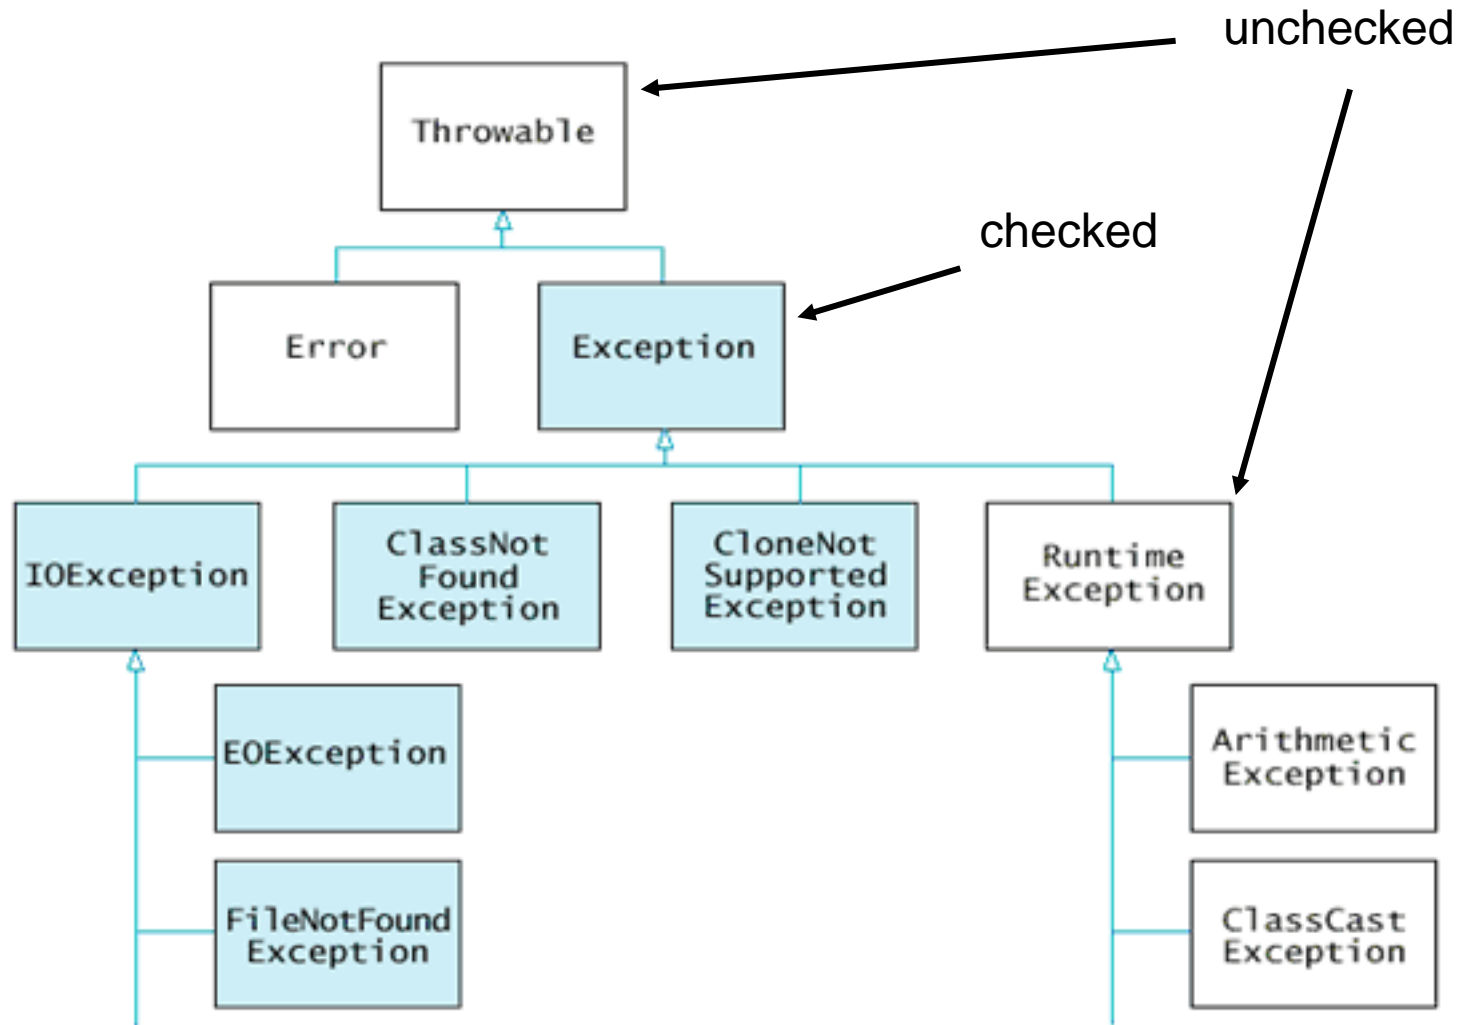 unchecked
Throwable
checked
Error
Exception
IOException
ClassNot
Found
Exception
CloneNot
Supported
Exception
Runtime
Exception
EOException
Arithmetic
Exception
FileNotFound
Exception
ClassCast
Exception